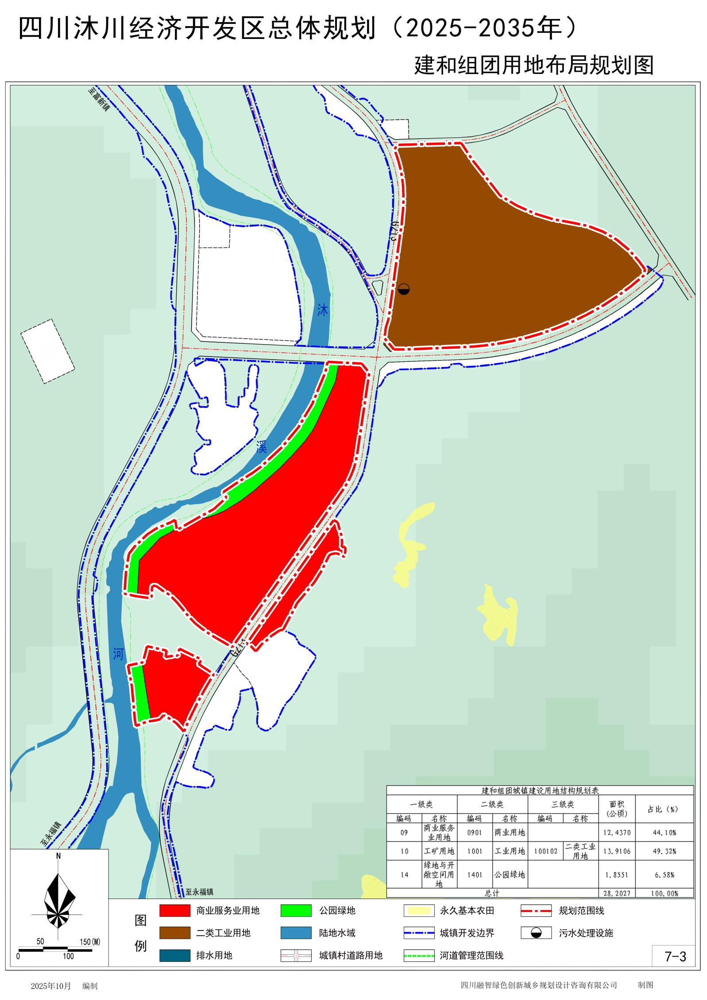 四川沐川经济开发区总体规划（2025-2035年）
建和组团用地布局规划图
至富新镇
G213
沐
溪
河
G213
至永福镇
至永福镇
建和组团城镇建设用地结构规划表
一级类 二级类 三级类 面积(公顷) 占比（%）
编码 名称 编码 名称 编码 名称
09 商业服务业用地 0901 商业用地 12.4370 44.10%
10 工矿用地 1001 工业用地 100102 二类工业用地 13.9106 49.32%
14 绿地与开敞空间用地 1401 公园绿地 1.8551 6.58%
总计 28.2027 100.00%
N
50 150(M)
0 100
图例
商业服务业用地 公园绿地 永久基本农田 规划范围线
二类工业用地 陆地水域 城镇开发边界 污水处理设施
排水用地 城镇村道路用地 河道管理范围线
7-3
2025年10月 编制
四川融智绿色创新城乡规划设计咨询有限公司 制图